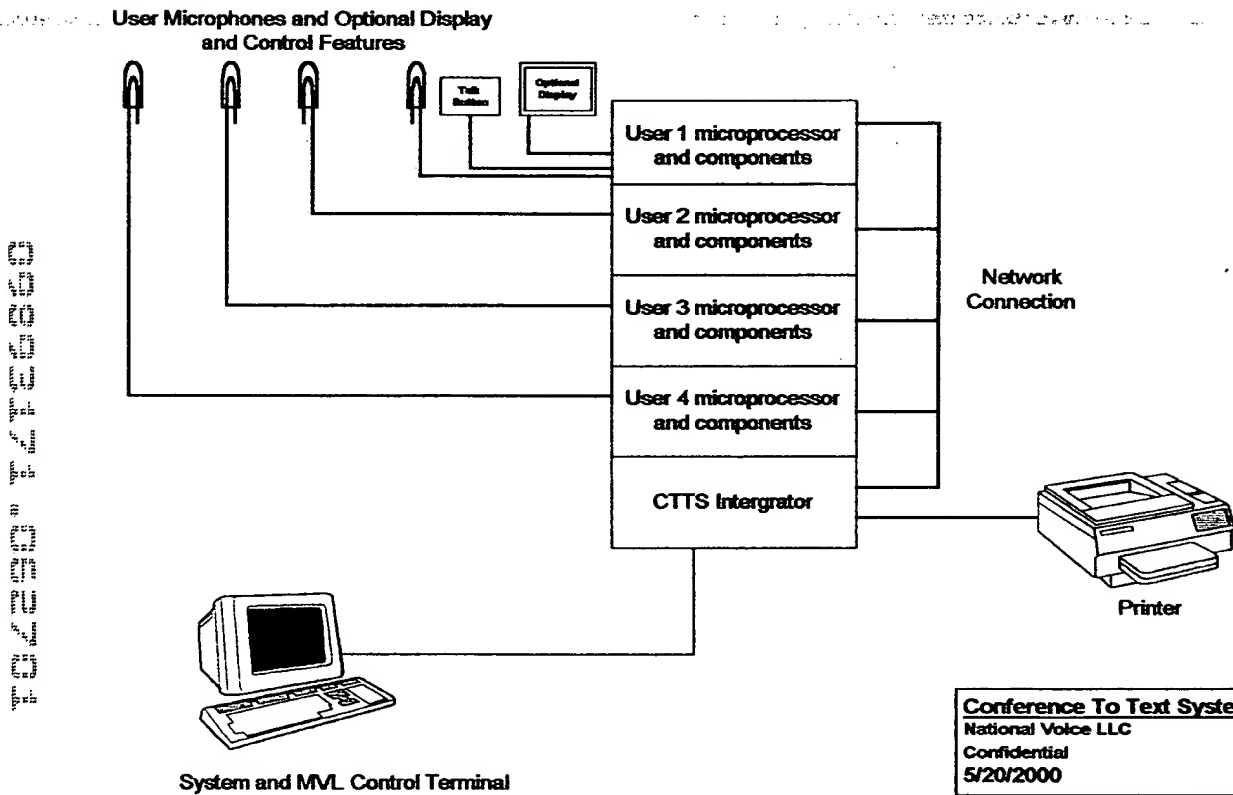 User Microphones and Optional Display
and Control Features
Talk
Button
Optional
Display
User 1 microprocessor
and components
User 2 microprocessor
and components
User 3 microprocessor
and components
User 4 microprocessor
and components
CTTS Intergrator
Network
Connection
Printer
System and MVL Control Terminal
Conference To Text Syste
National Voice LLC
Confidential
5/20/2000